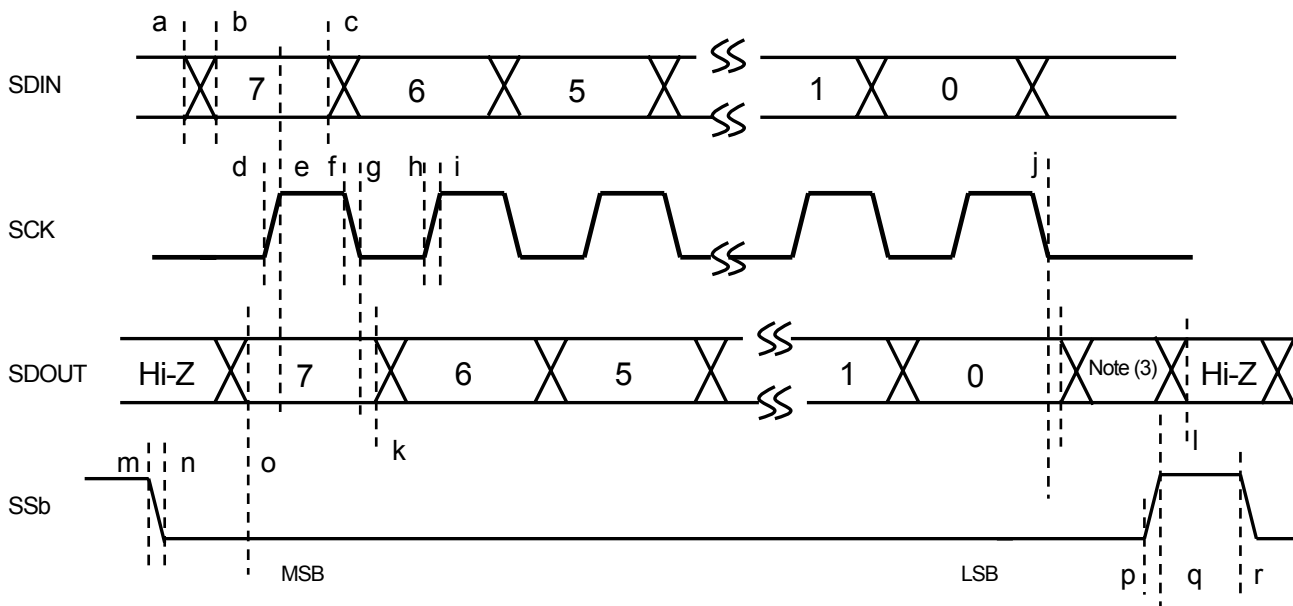 a b c
SDIN 7 6 5 1 0
d e f g h i j
SCK
SDOUT Hi-Z 7 6 5 1 0 Note (3) Hi-Z
m n o k l
SSb
MSB LSB p q r